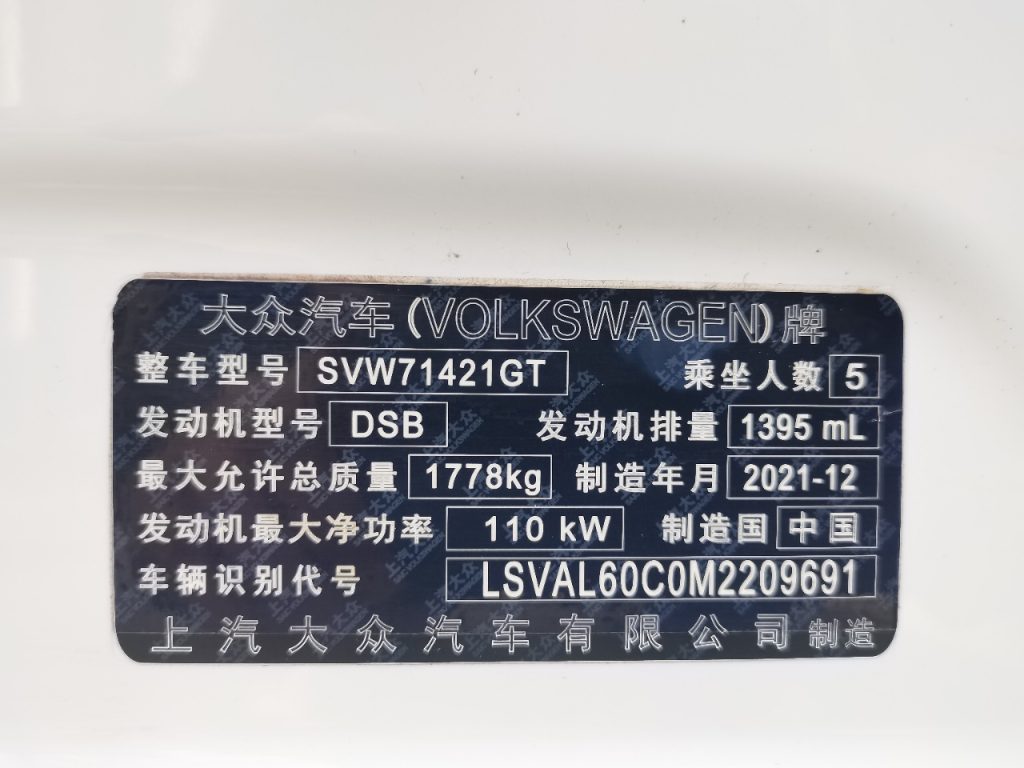 大众汽车(VOLKSWAGEN)牌
整车型号 SVW71421GT 乘坐人数 5
发动机型号 DSB 发动机排量 1395 mL
最大允许总质量 1778kg 制造年月 2021-12
发动机最大净功率 110 kW 制造国 中国
车辆识别代号 LSVAL60C0M2209691
上汽大众汽车有限公司 制造